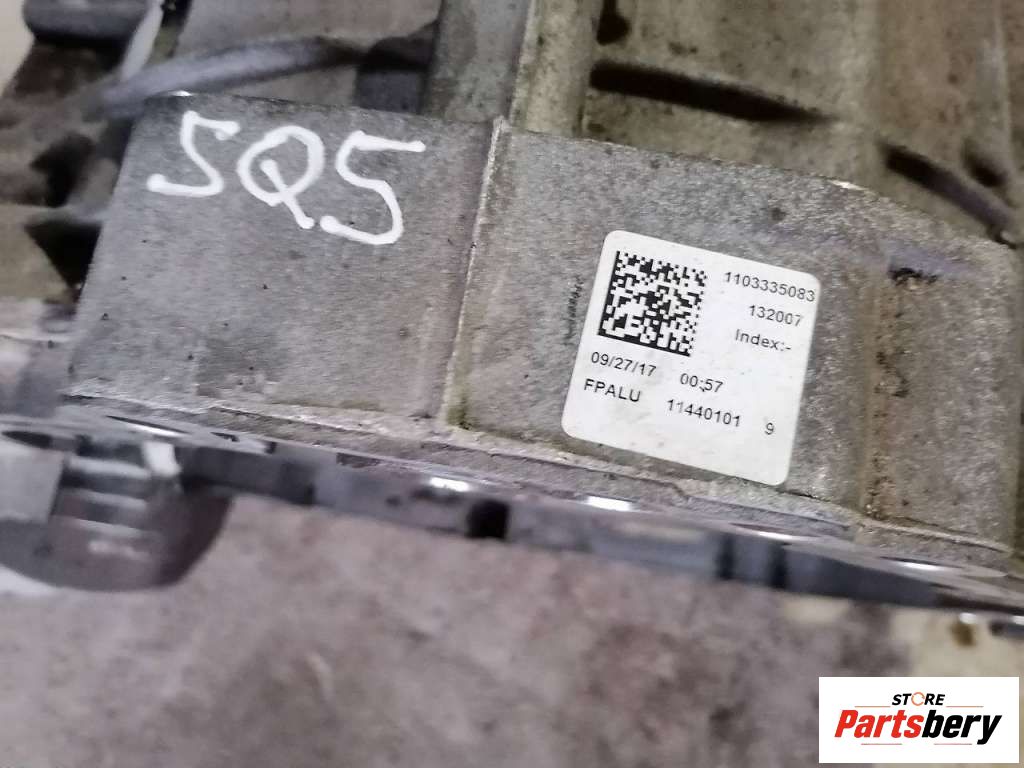 SQ5
1103335083
132007
Index:-
09/27/17 00:57
FPALU 11440101 9
STORE
Partsbery